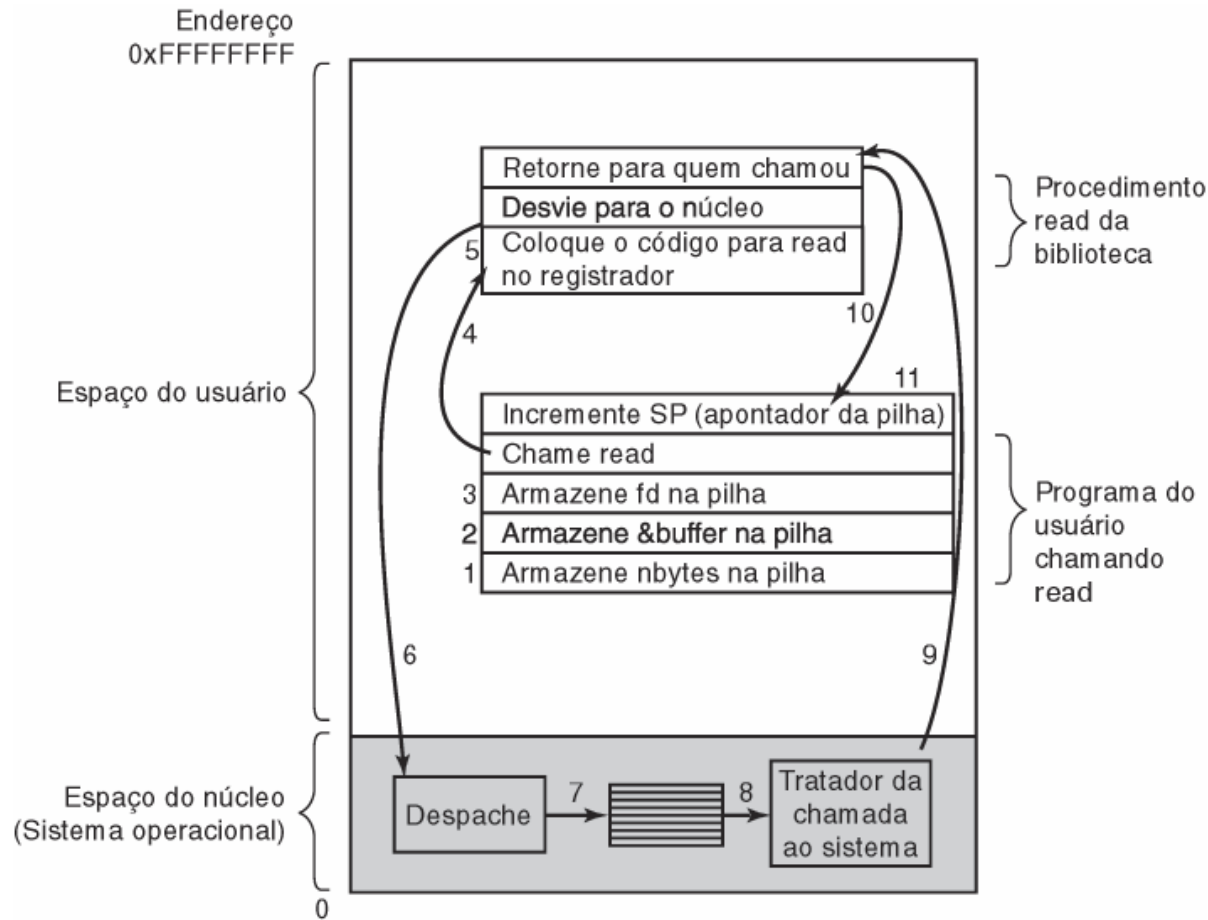 Endereço
0xFFFFFFFF
Retorne para quem chamou
Desvie para o núcleo
5
Coloque o código para read
no registrador
Procedimento
read da
biblioteca
4
10
Espaço do usuário
11
Incremente SP (apontador da pilha)
Chame read
3 Armazene fd na pilha
2 Armazene &buffer na pilha
1 Armazene nbytes na pilha
Programa do
usuário
chamando
read
6
9
Espaço do núcleo
(Sistema operacional)
Despache
7
8
Tratador da
chamada
ao sistema
0